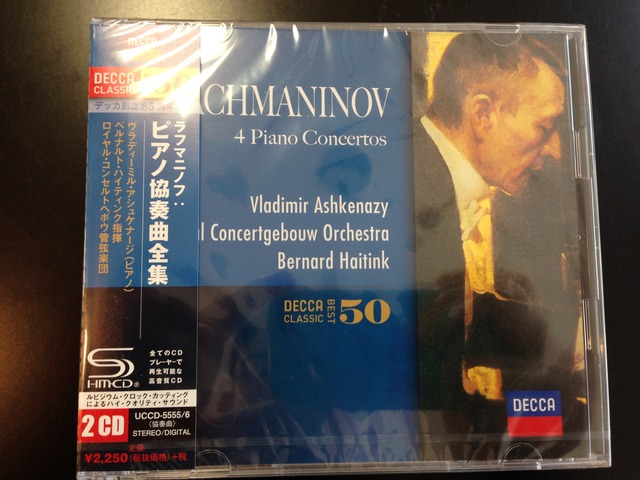 DECCA
DECCA
CLASSIC
デッカ創立85
ラフマニノフ:
ピアノ協奏曲全集
ヴラディーミル・アシュケナージ(ピアノ)
ベルナルト・ハイティンク指揮
ロイヤル・コンセルトヘボウ管弦楽団
CHMANINOV
4 Piano Concertos
Vladimir Ashkenazy
l Concertgebouw Orchestra
Bernard Haitink
DECCA
CLASSIC
BEST
50
SHM-CD®
全てのCD
プレーヤーで
再生可能な
高音質CD
ルビジウム・クロック・カッティング
によるハイ・クオリティ・サウンド
2CD
UCCD-5555/6
〈協奏曲〉
STEREO/DIGITAL
定価
¥2,250(税抜価格)+税
DECCA